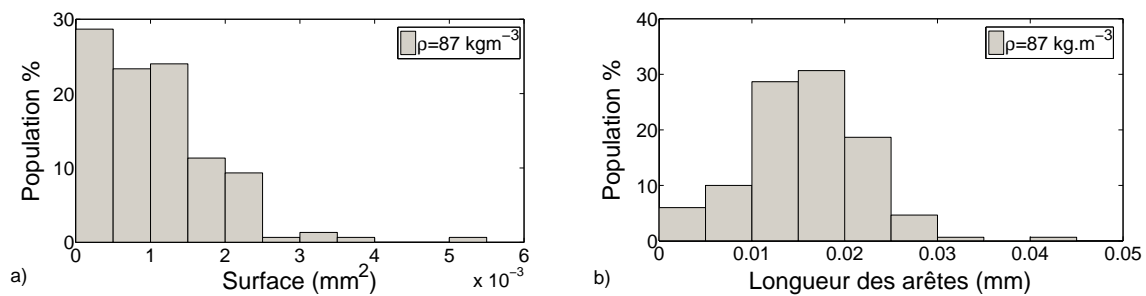 30
20
10
0
Population %
ρ=87 kgm⁻³
0 1 2 3 4 5 6
x 10⁻³
Surface (mm²)
a)
40
30
20
10
0
Population %
ρ=87 kg.m⁻³
0 0.01 0.02 0.03 0.04 0.05
Longueur des arêtes (mm)
b)